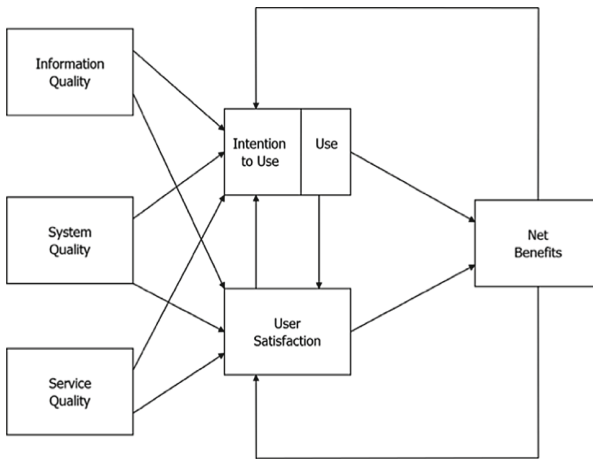 Information
Quality
Intention
to Use
Use
System
Quality
Net
Benefits
User
Satisfaction
Service
Quality